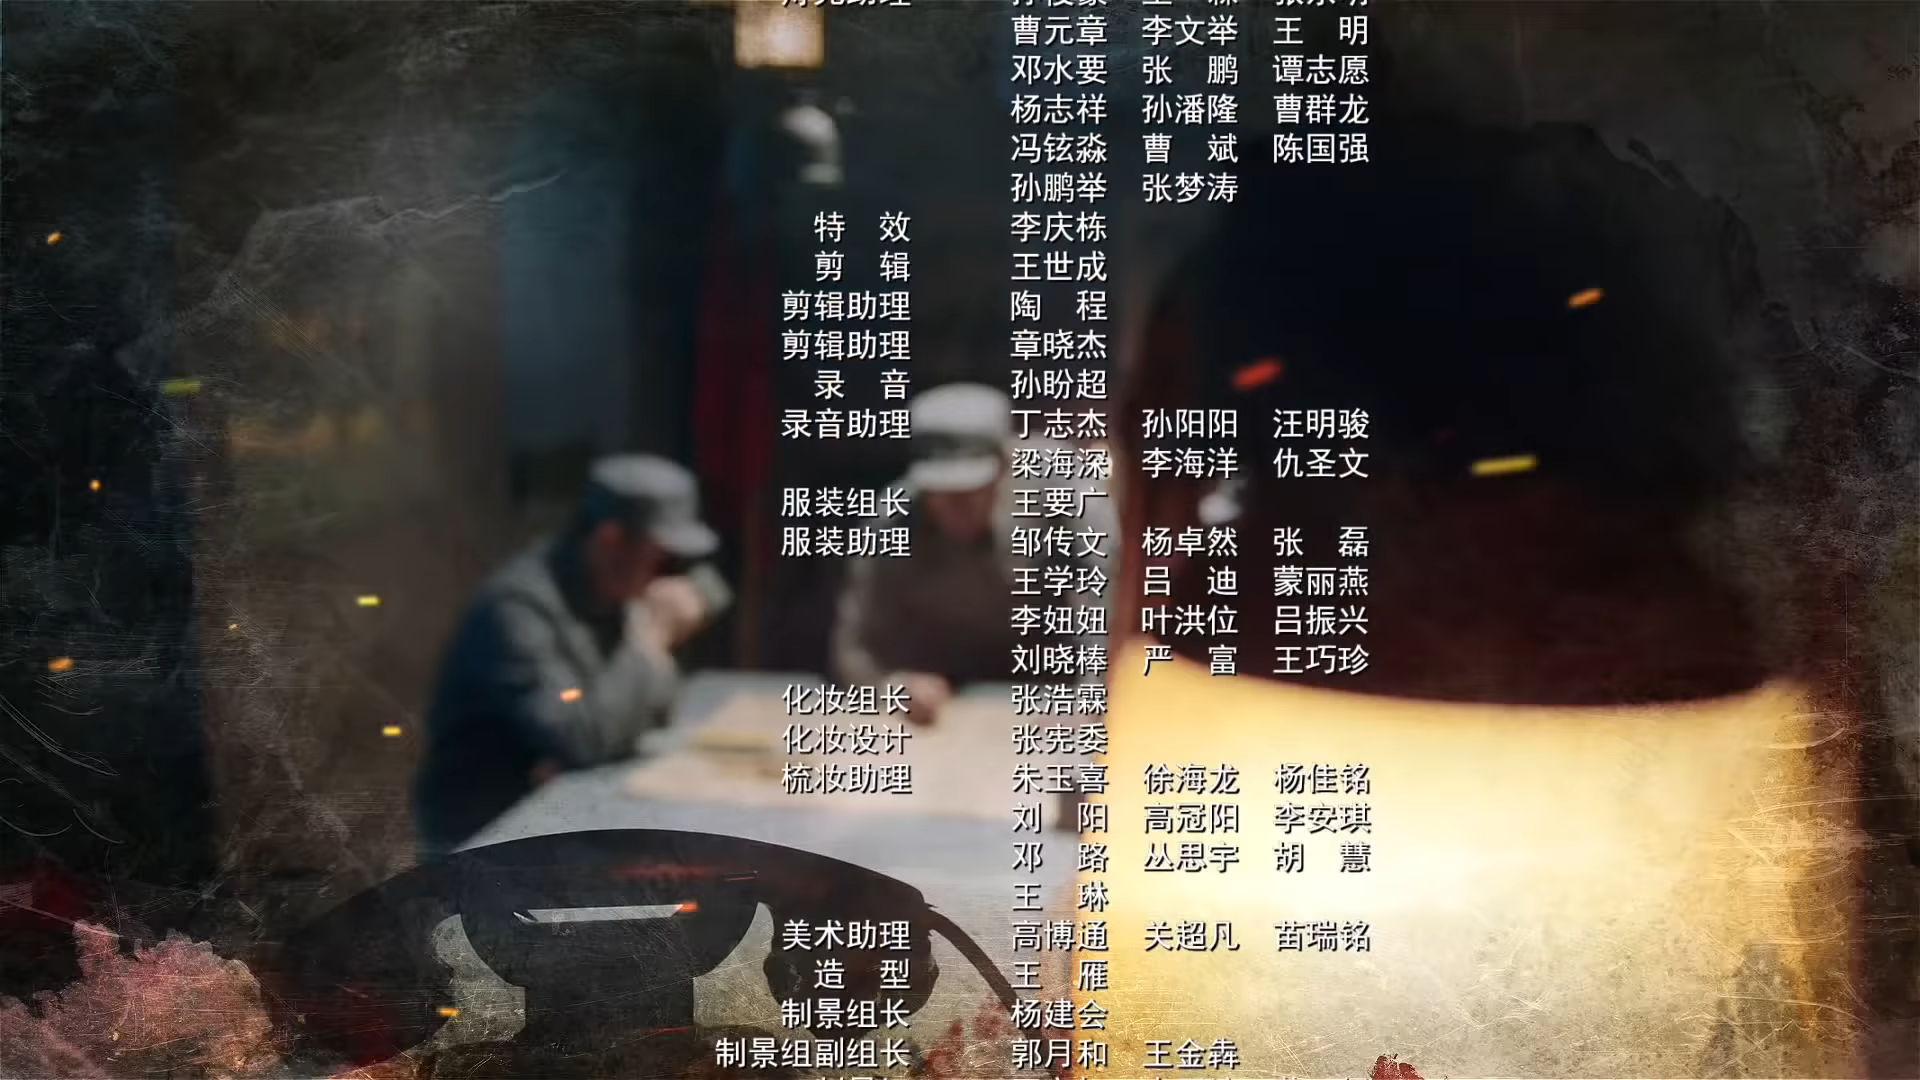 曹元章 李文举 王 明
邓水要 张 鹏 谭志愿
杨志祥 孙潘隆 曹群龙
冯铉淼 曹 斌 陈国强
孙鹏举 张梦涛
特 效 李庆栋
剪 辑 王世成
剪辑助理 陶 程
剪辑助理 章晓杰
录 音 孙盼超
录音助理 丁志杰 孙阳阳 汪明骏
梁海深 李海洋 仇圣文
服装组长 王要广
服装助理 邹传文 杨卓然 张 磊
王学玲 吕 迪 蒙丽燕
李妞妞 叶洪位 吕振兴
刘晓棒 严 富 王巧珍
化妆组长 张浩霖
化妆设计 张宪委
梳妆助理 朱玉喜 徐海龙 杨佳铭
刘 阳 高冠阳 李安琪
邓 路 丛思宇 胡 慧
王 琳
美术助理 高博通 关超凡 苗瑞铭
造 型 王 雁
制景组长 杨建会
制景组副组长 郭月和 王金犇